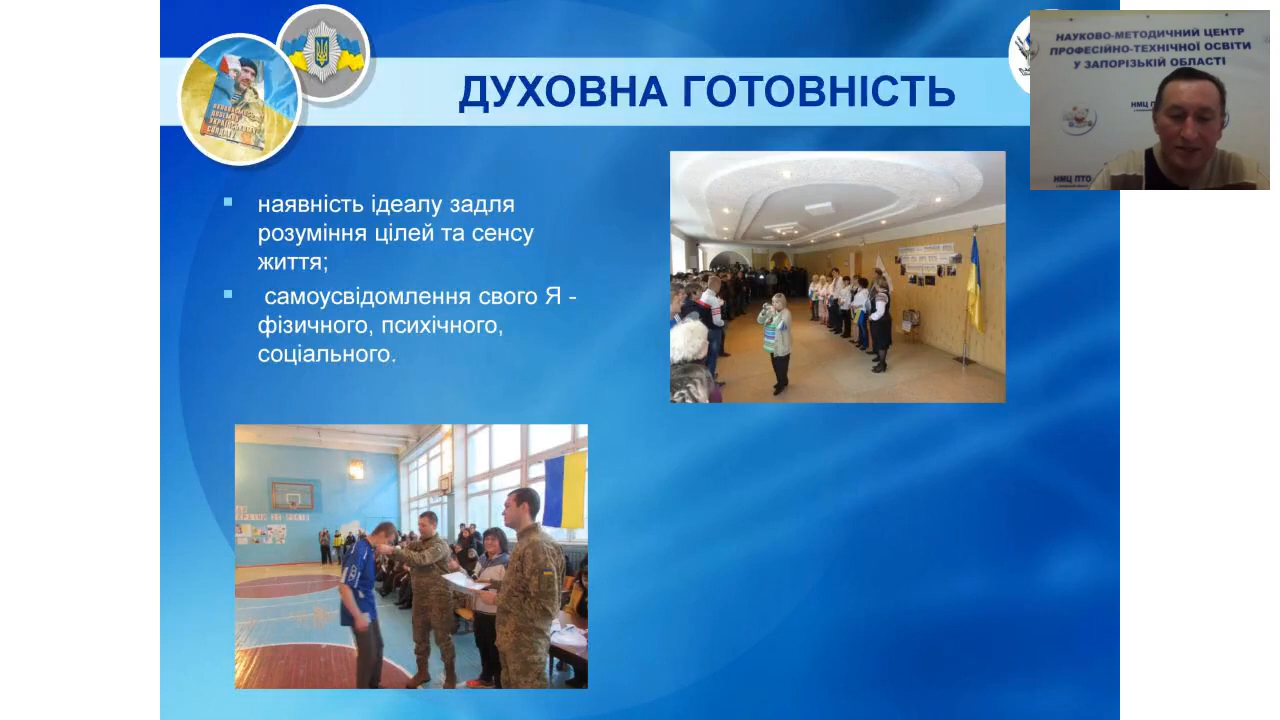 ДУХОВНА ГОТОВНІСТЬ
наявність ідеалу задля
розуміння цілей та сенсу
життя;
самоусвідомлення свого Я -
фізичного, психічного,
соціального.
НАУКОВО-МЕТОДИЧНИЙ ЦЕНТР
ПРОФЕСІЙНО-ТЕХНІЧНОЇ ОСВІТИ
У ЗАПОРІЗЬКІЙ ОБЛАСТІ
НМЦ
НМЦ ПТО